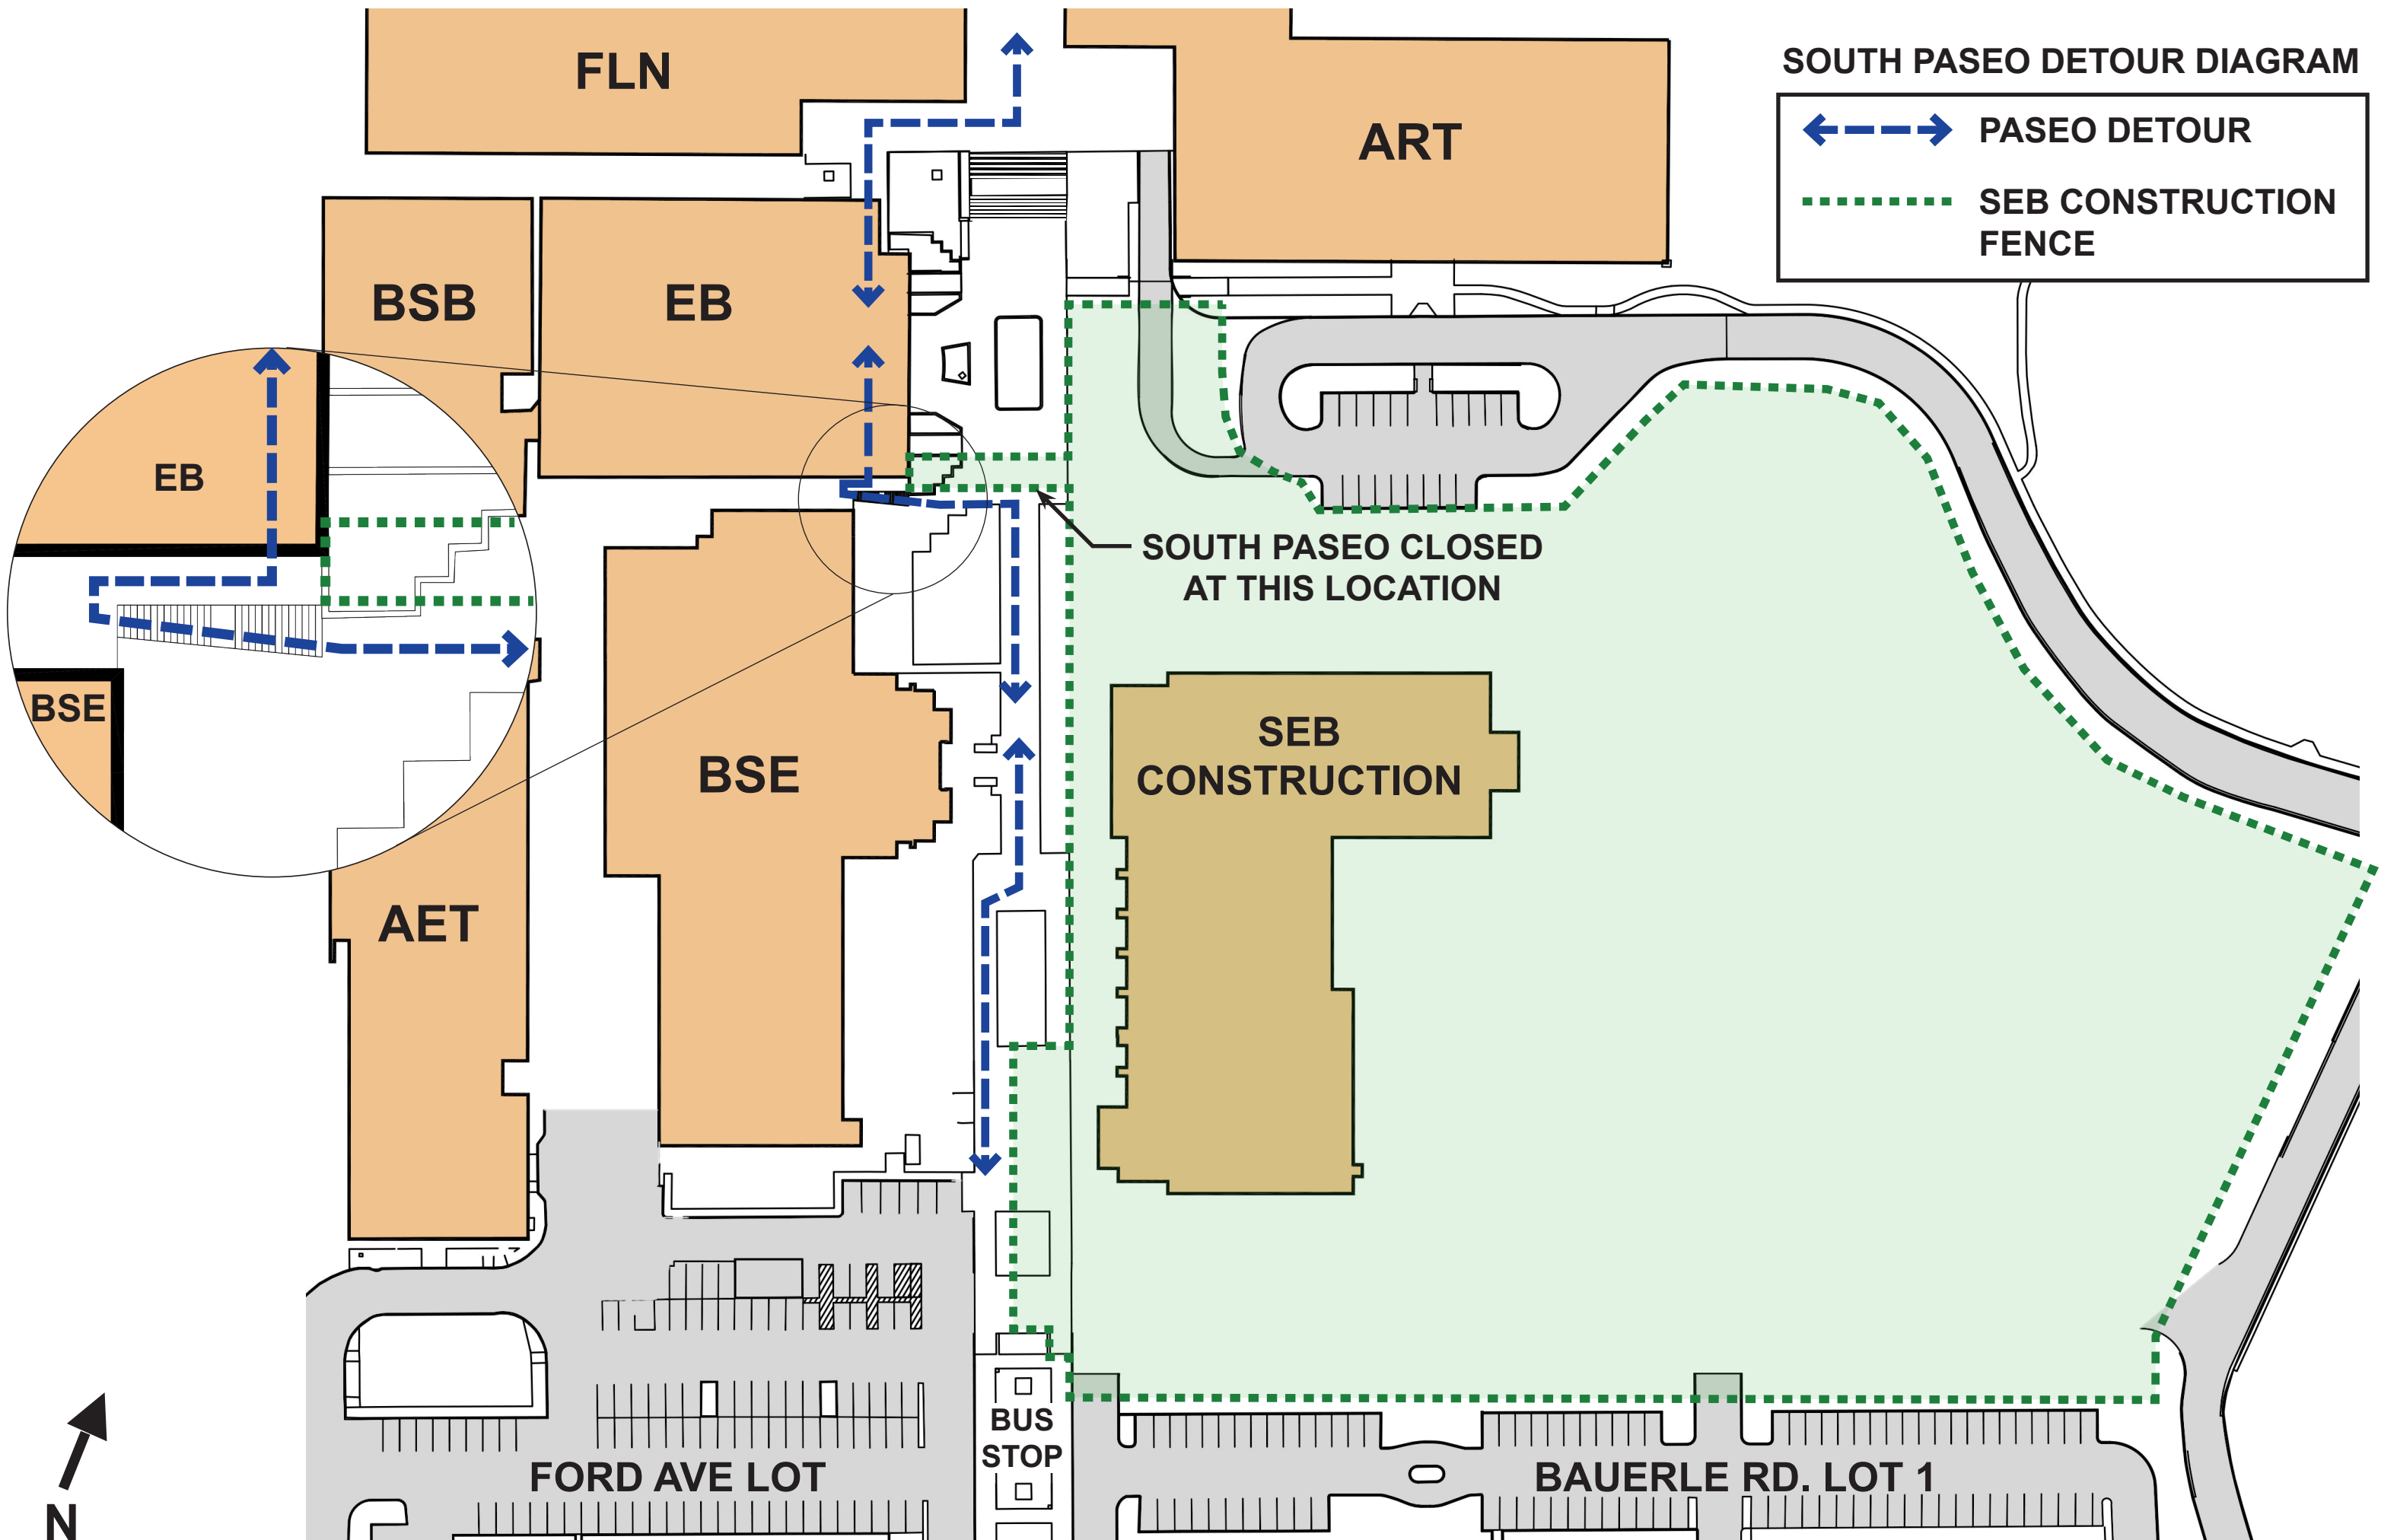 FLN
ART
SOUTH PASEO DETOUR DIAGRAM
PASEO DETOUR
SEB CONSTRUCTION
FENCE
BSB
EB
EB
BSE
SOUTH PASEO CLOSED
AT THIS LOCATION
BSE
SEB
CONSTRUCTION
AET
BUS
STOP
FORD AVE LOT
BAUERLE RD. LOT 1
N